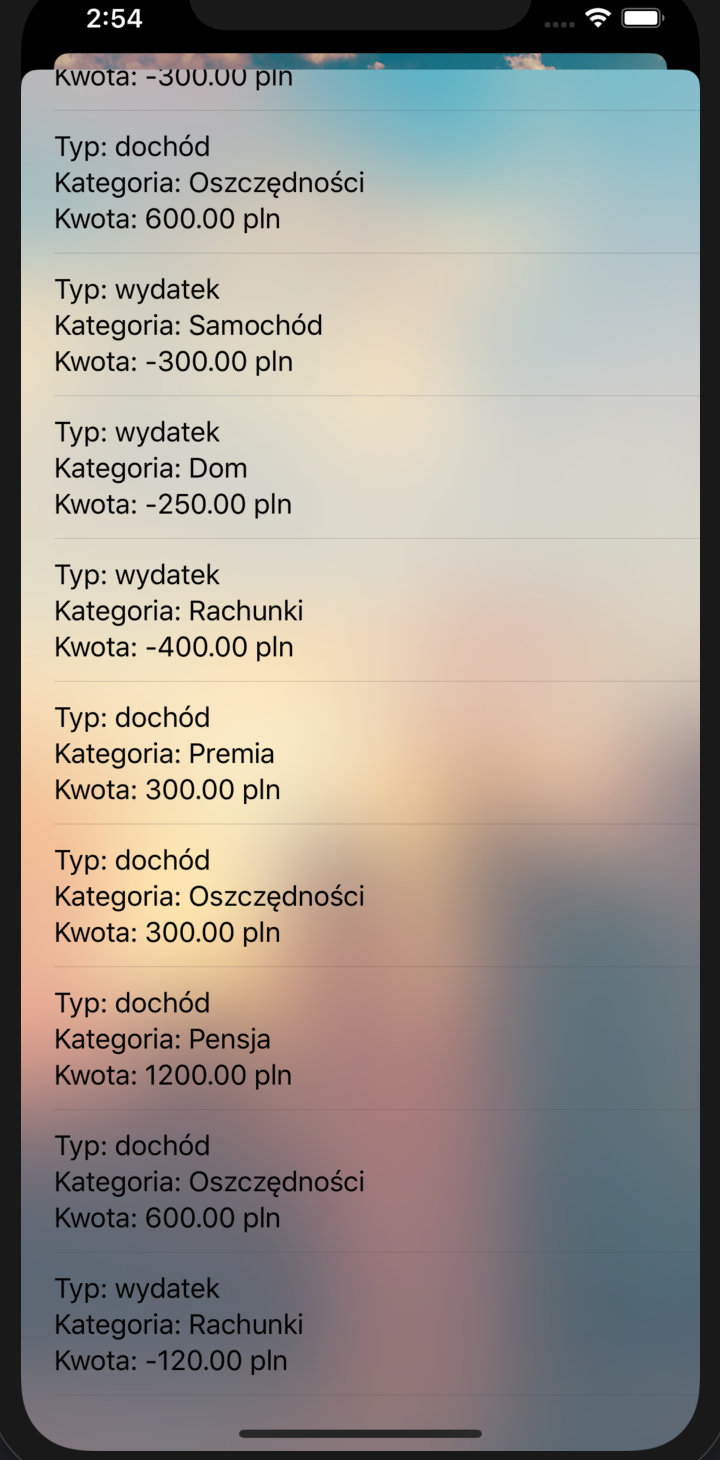 2:54
Kwota: -300.00 pln
Typ: dochód
Kategoria: Oszczędności
Kwota: 600.00 pln
Typ: wydatek
Kategoria: Samochód
Kwota: -300.00 pln
Typ: wydatek
Kategoria: Dom
Kwota: -250.00 pln
Typ: wydatek
Kategoria: Rachunki
Kwota: -400.00 pln
Typ: dochód
Kategoria: Premia
Kwota: 300.00 pln
Typ: dochód
Kategoria: Oszczędności
Kwota: 300.00 pln
Typ: dochód
Kategoria: Pensja
Kwota: 1200.00 pln
Typ: dochód
Kategoria: Oszczędności
Kwota: 600.00 pln
Typ: wydatek
Kategoria: Rachunki
Kwota: -120.00 pln